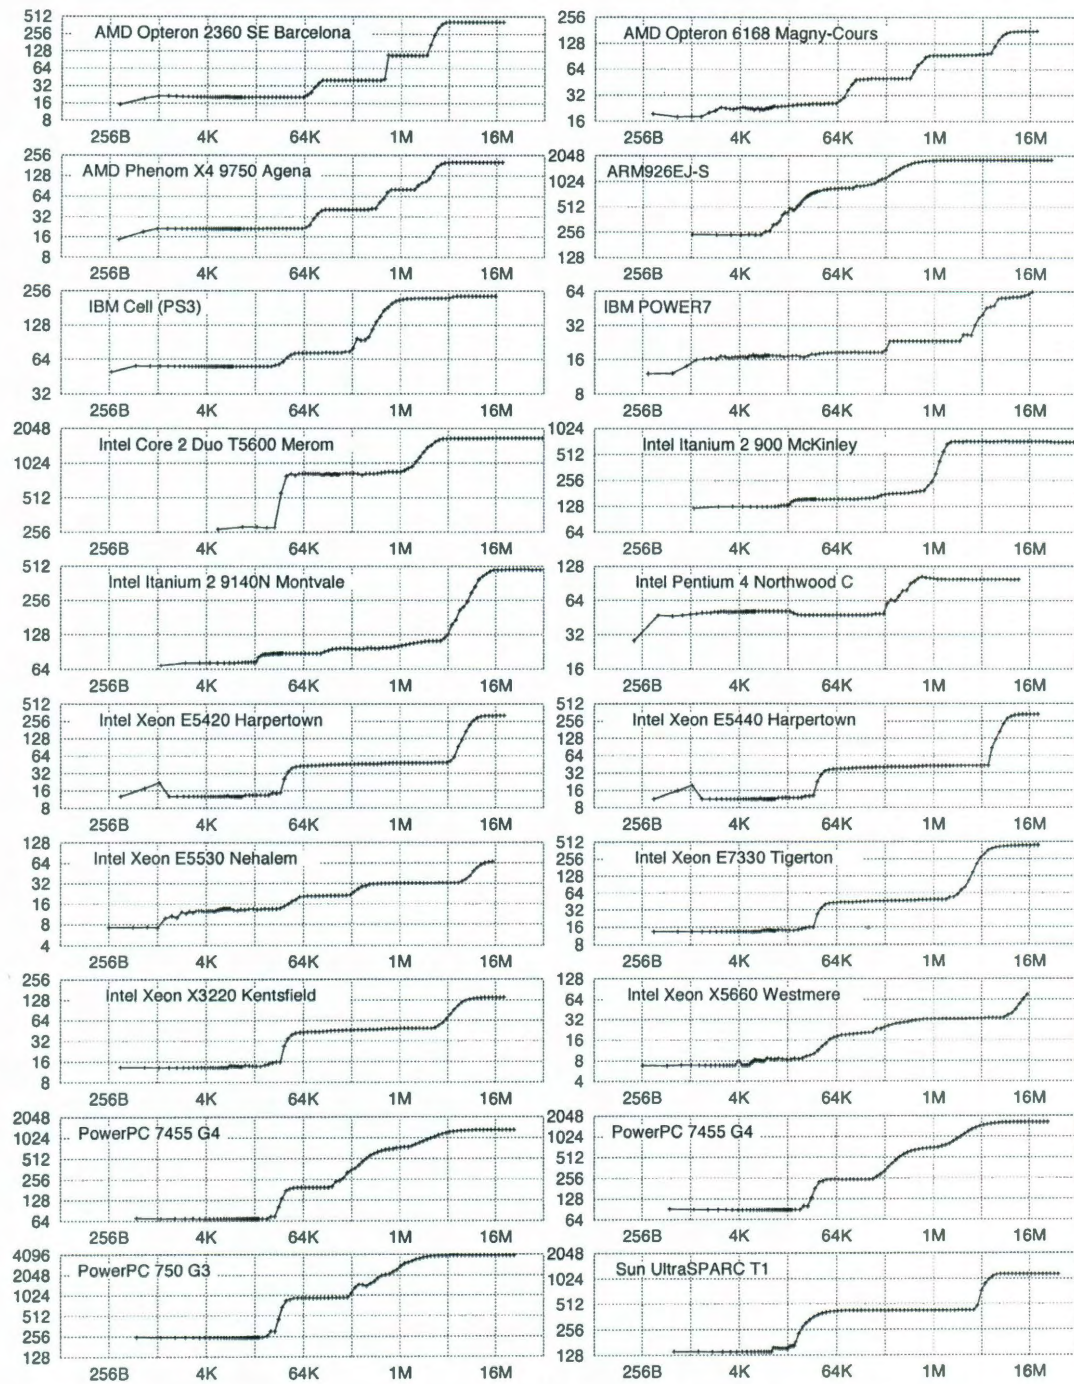 AMD Opteron 2360 SE Barcelona
512
256
128
64
32
16
8
256B 4K 64K 1M 16M
AMD Opteron 6168 Magny-Cours
256
128
64
32
16
256B 4K 64K 1M 16M
AMD Phenom X4 9750 Agena
256
128
64
32
16
8
256B 4K 64K 1M 16M
ARM926EJ-S
2048
1024
512
256
128
256B 4K 64K 1M 16M
IBM Cell (PS3)
256
128
64
32
256B 4K 64K 1M 16M
IBM POWER7
64
32
16
8
256B 4K 64K 1M 16M
Intel Core 2 Duo T5600 Merom
2048
1024
512
256
256B 4K 64K 1M 16M
Intel Itanium 2 900 McKinley
1024
512
256
128
64
256B 4K 64K 1M 16M
Intel Itanium 2 9140N Montvale
512
256
128
64
256B 4K 64K 1M 16M
Intel Pentium 4 Northwood C
128
64
32
16
256B 4K 64K 1M 16M
Intel Xeon E5420 Harpertown
512
256
128
64
32
16
8
256B 4K 64K 1M 16M
Intel Xeon E5440 Harpertown
512
256
128
64
32
16
8
256B 4K 64K 1M 16M
Intel Xeon E5530 Nehalem
128
64
32
16
8
4
256B 4K 64K 1M 16M
Intel Xeon E7330 Tigerton
512
256
128
64
32
16
8
256B 4K 64K 1M 16M
Intel Xeon X3220 Kentsfield
256
128
64
32
16
8
256B 4K 64K 1M 16M
Intel Xeon X5660 Westmere
128
64
32
16
8
4
256B 4K 64K 1M 16M
PowerPC 7455 G4
2048
1024
512
256
128
64
256B 4K 64K 1M 16M
PowerPC 7455 G4
2048
1024
512
256
128
64
256B 4K 64K 1M 16M
PowerPC 750 G3
4096
2048
1024
512
256
128
256B 4K 64K 1M 16M
Sun UltraSPARC T1
2048
1024
512
256
128
256B 4K 64K 1M 16M